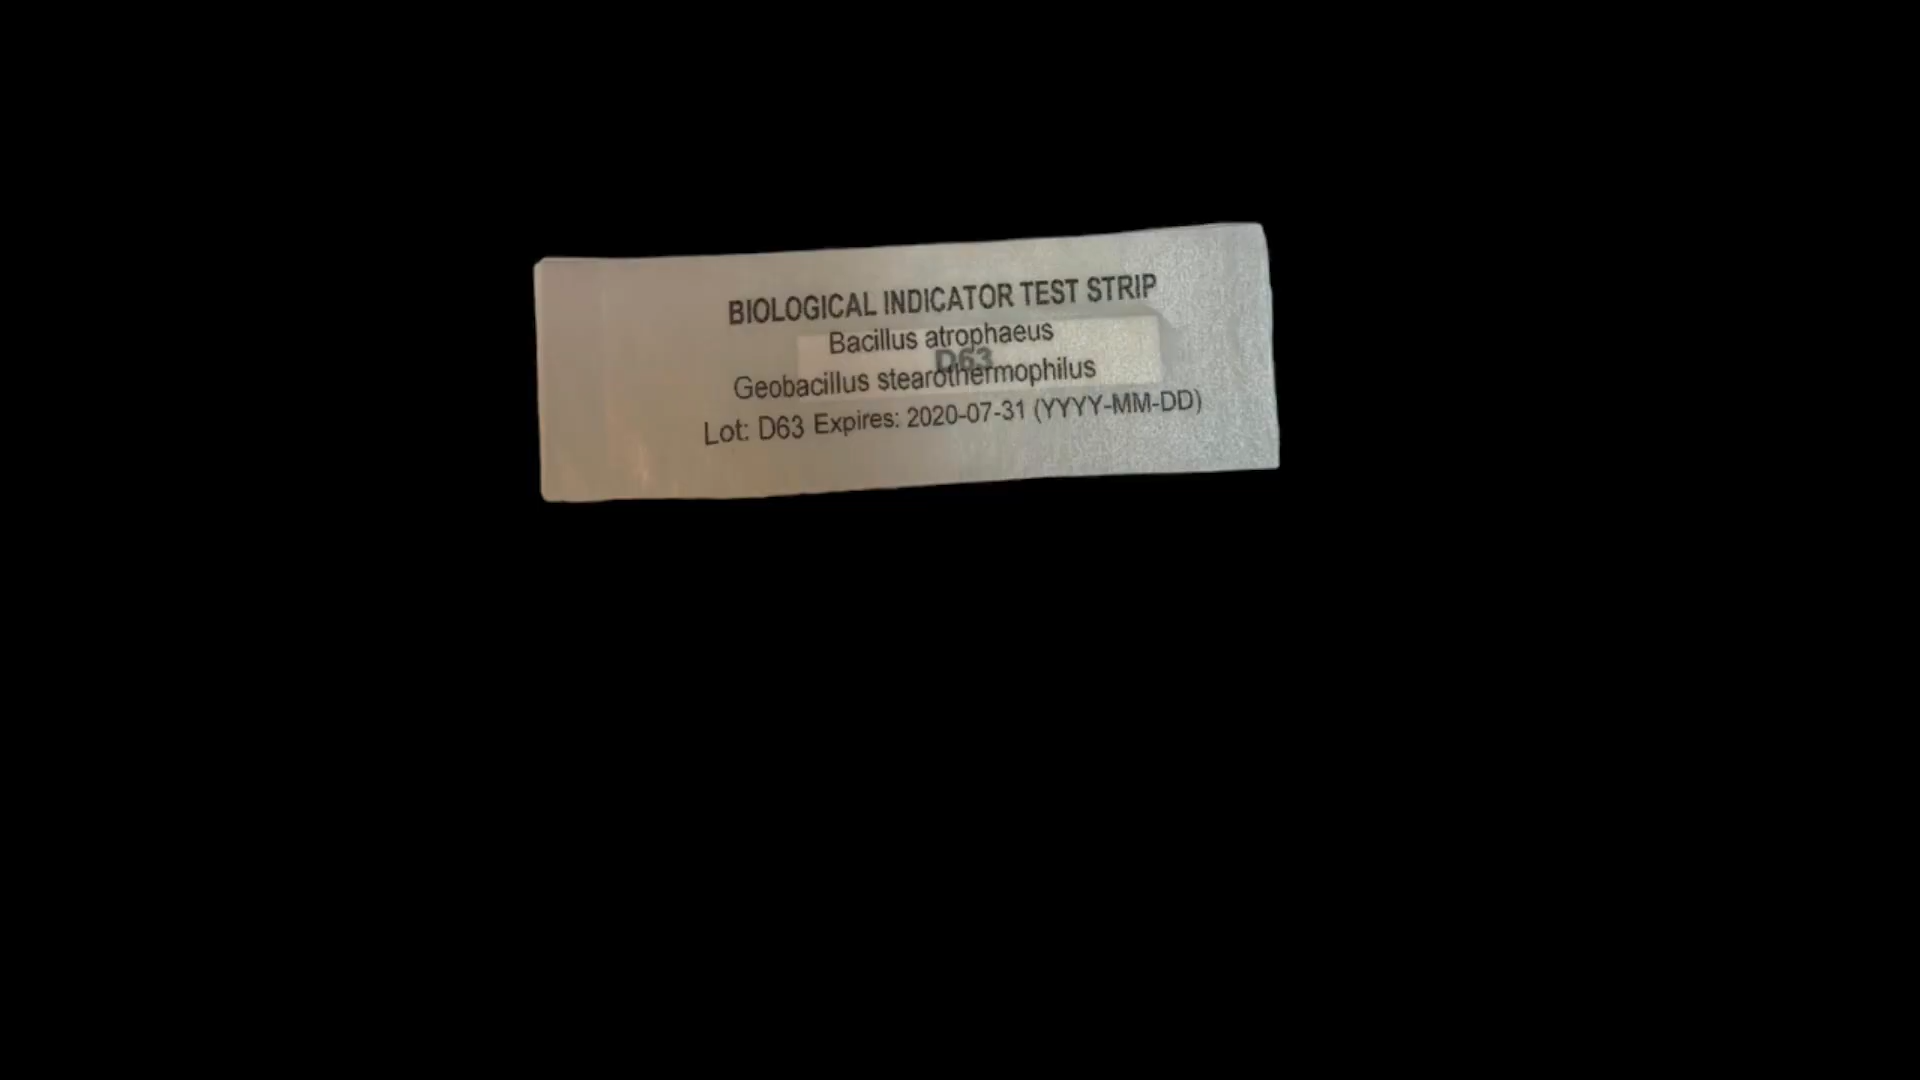 BIOLOGICAL INDICATOR TEST STRIP
Bacillus atrophaeus
D63
Geobacillus stearothermophilus
Lot: D63 Expires: 2020-07-31 (YYYY-MM-DD)